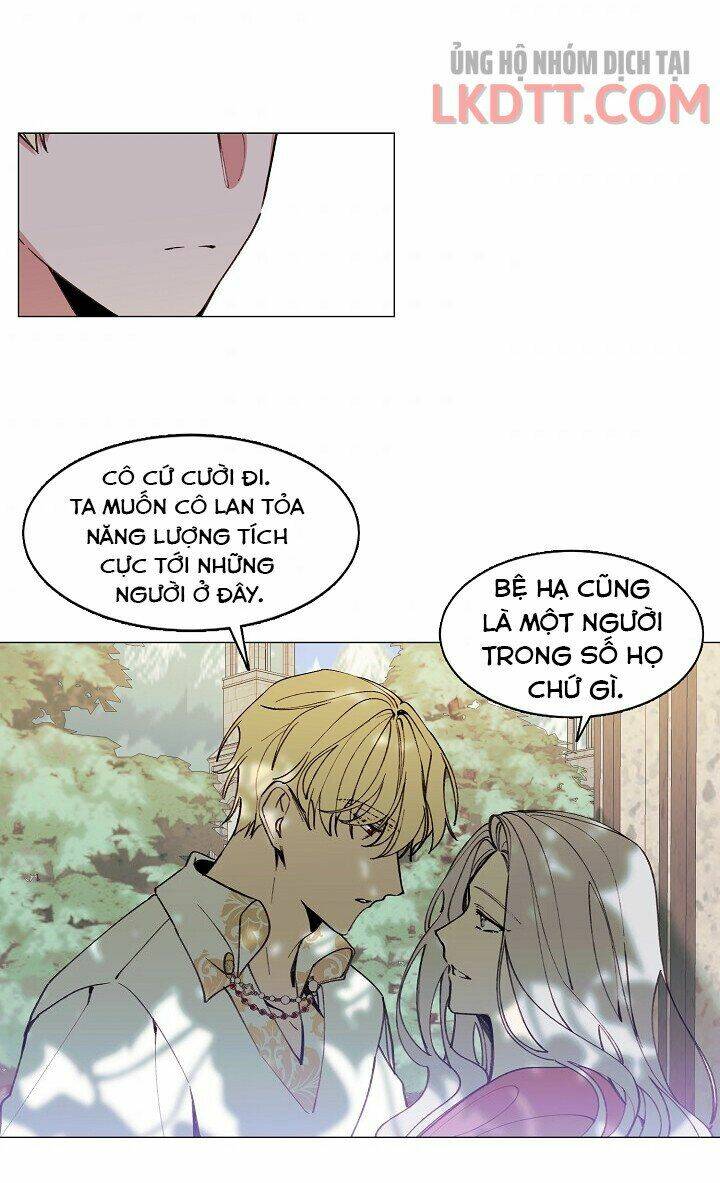 ỦNG HỘ NHÓM DỊCH TẠI
LKDTT.COM
CÔ CỨ CƯỜI ĐI.
TA MUỐN CÔ LAN TỎA
NĂNG LƯỢNG TÍCH
CỰC TỚI NHỮNG
NGƯỜI Ở ĐÂY.
BỆ HẠ CŨNG
LÀ MỘT NGƯỜI
TRONG SỐ HỌ
CHỨ GÌ.